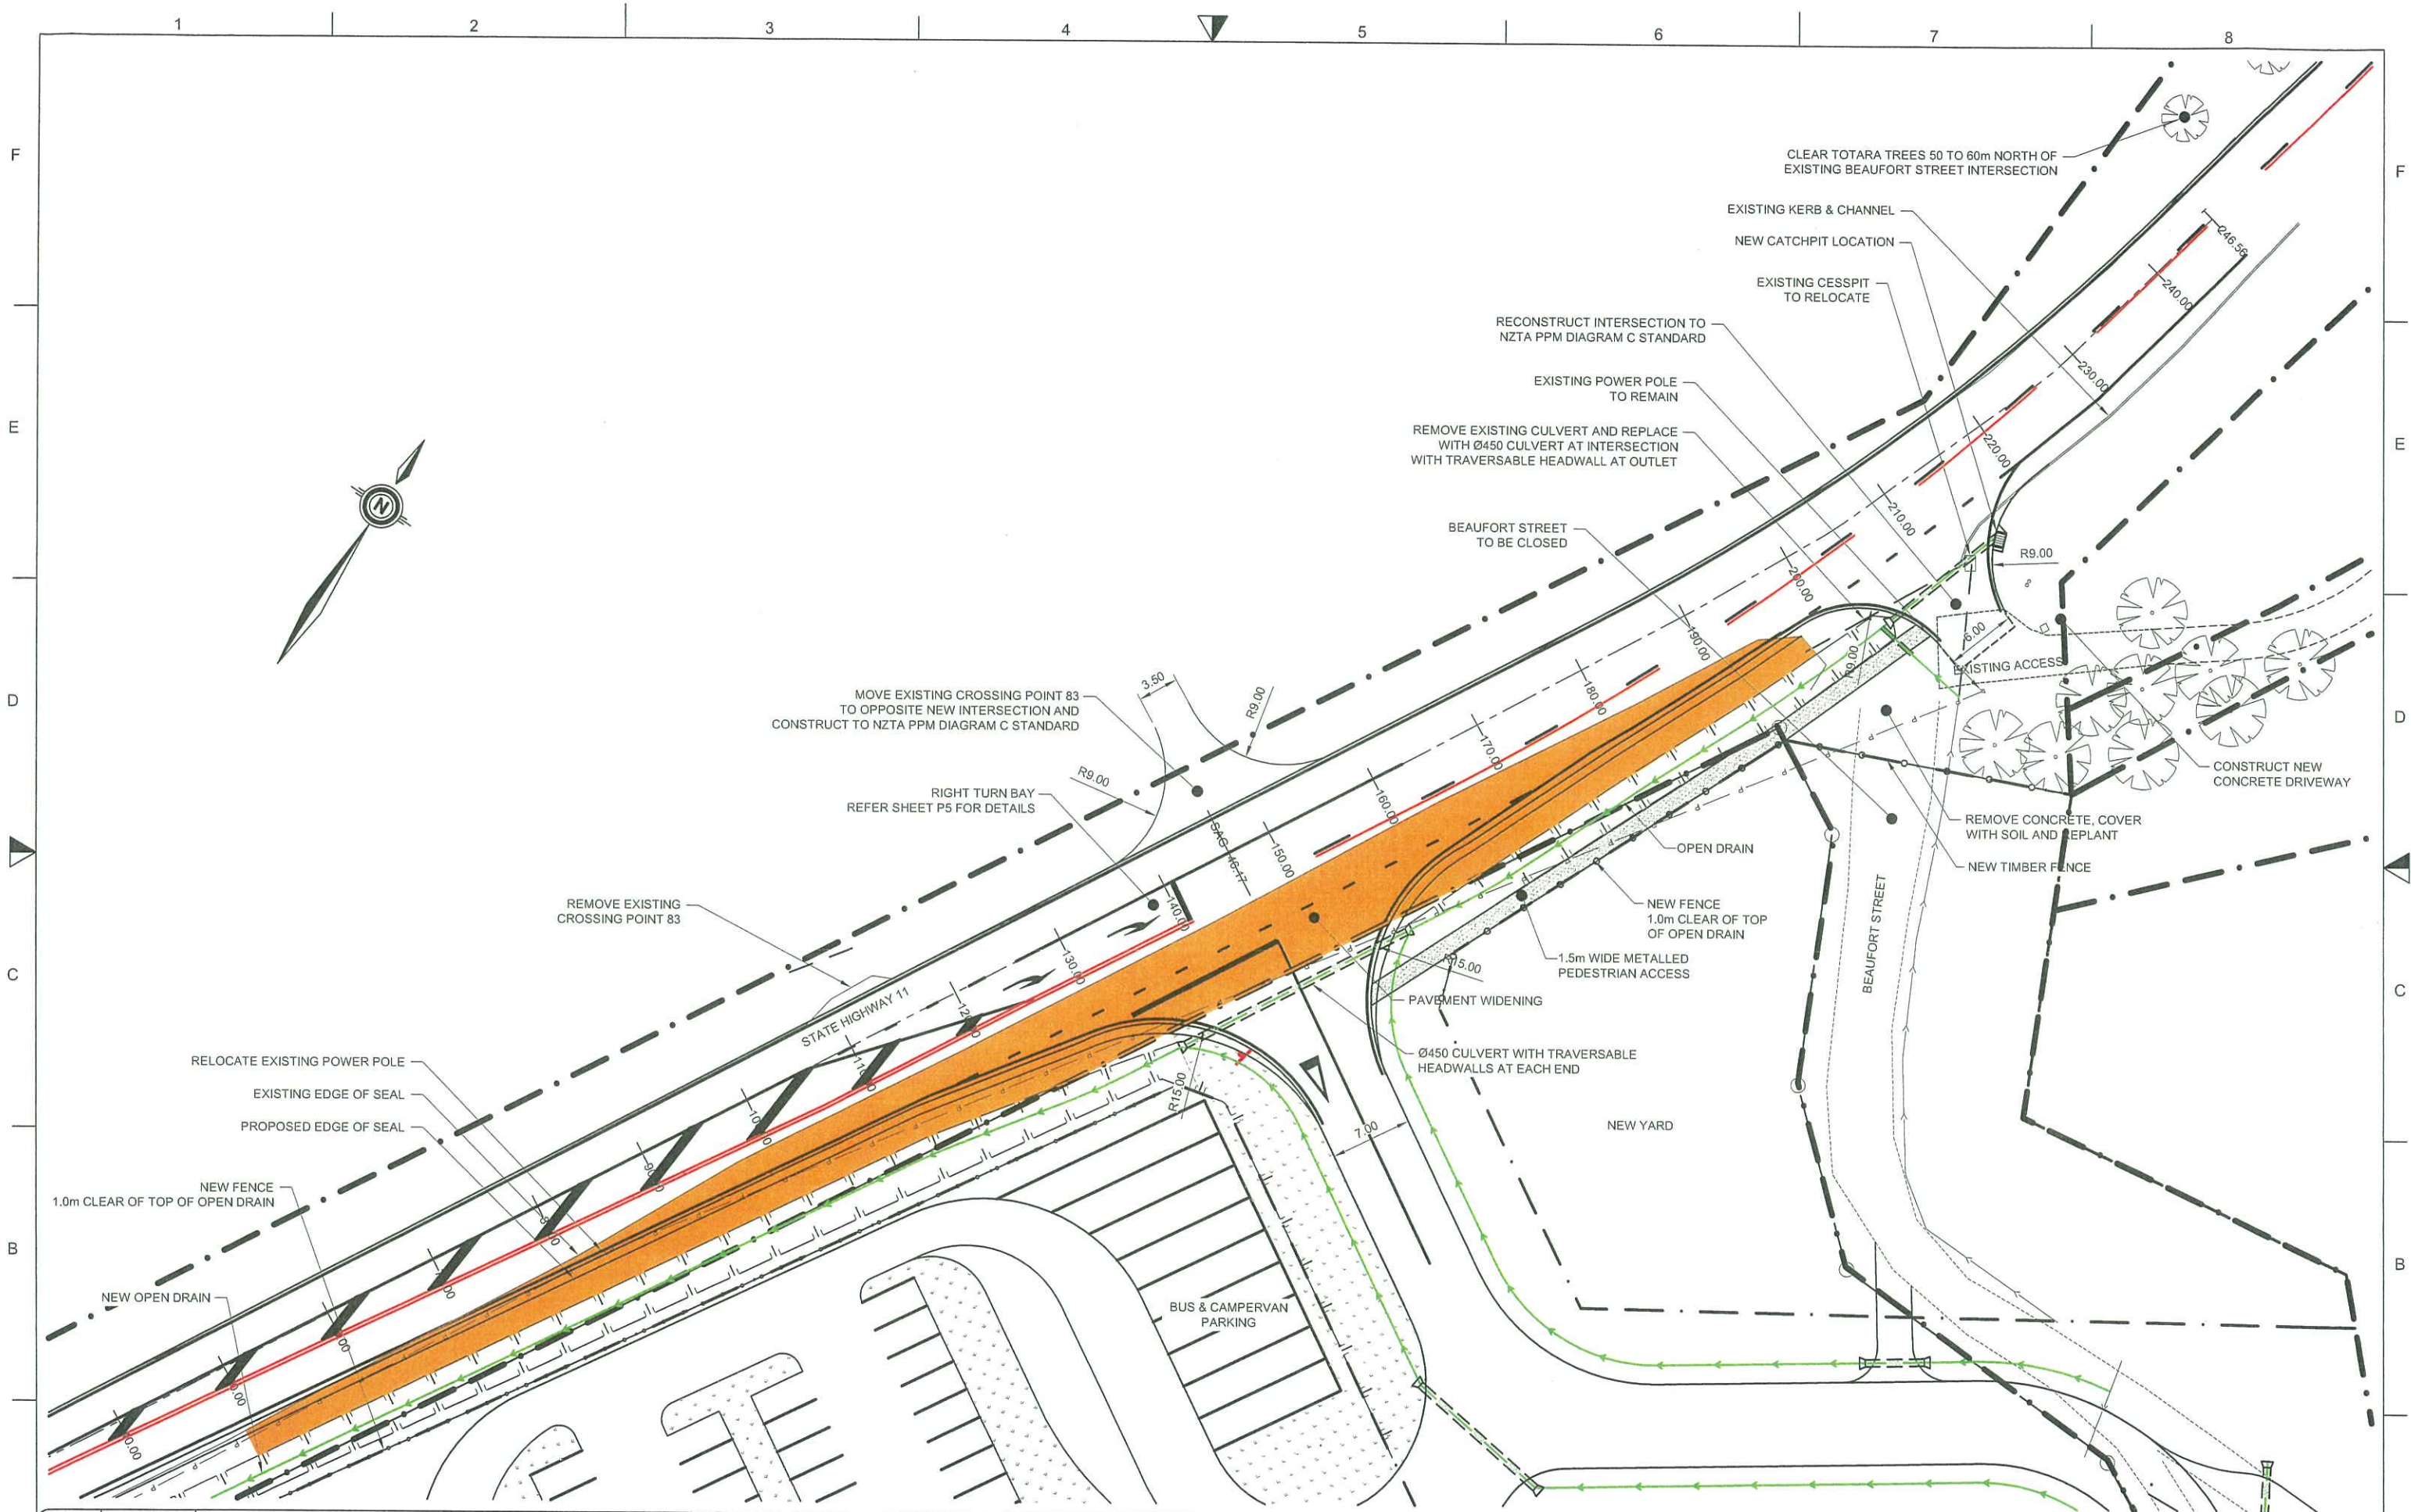 1
2
3
4
5
6
7
8
F
F
CLEAR TOTARA TREES 50 TO 60m NORTH OF
EXISTING BEAUFORT STREET INTERSECTION
EXISTING KERB & CHANNEL
NEW CATCHPIT LOCATION
EXISTING CESSPIT
TO RELOCATE
RECONSTRUCT INTERSECTION TO
NZTA PPM DIAGRAM C STANDARD
EXISTING POWER POLE
TO REMAIN
REMOVE EXISTING CULVERT AND REPLACE
WITH Ø450 CULVERT AT INTERSECTION
WITH TRAVERSABLE HEADWALL AT OUTLET
BEAUFORT STREET
TO BE CLOSED
246.56
240.00
230.00
220.00
210.00
200.00
190.00
180.00
170.00
160.00
150.00
SAG 146.17
140.00
130.00
E
E
N
R9.00
6.00
R9.00
EXISTING ACCESS
D
D
3.50
R9.00
R9.00
MOVE EXISTING CROSSING POINT 83
TO OPPOSITE NEW INTERSECTION AND
CONSTRUCT TO NZTA PPM DIAGRAM C STANDARD
RIGHT TURN BAY
REFER SHEET P5 FOR DETAILS
CONSTRUCT NEW
CONCRETE DRIVEWAY
REMOVE CONCRETE, COVER
WITH SOIL AND REPLANT
NEW TIMBER FENCE
OPEN DRAIN
NEW FENCE
1.0m CLEAR OF TOP
OF OPEN DRAIN
1.5m WIDE METALLED
PEDESTRIAN ACCESS
R15.00
PAVEMENT WIDENING
Ø450 CULVERT WITH TRAVERSABLE
HEADWALLS AT EACH END
BEAUFORT STREET
REMOVE EXISTING
CROSSING POINT 83
STATE HIGHWAY 11
C
C
RELOCATE EXISTING POWER POLE
EXISTING EDGE OF SEAL
PROPOSED EDGE OF SEAL
NEW FENCE
1.0m CLEAR OF TOP OF OPEN DRAIN
NEW OPEN DRAIN
R15.00
7.00
NEW YARD
BUS & CAMPERVAN
PARKING
B
B